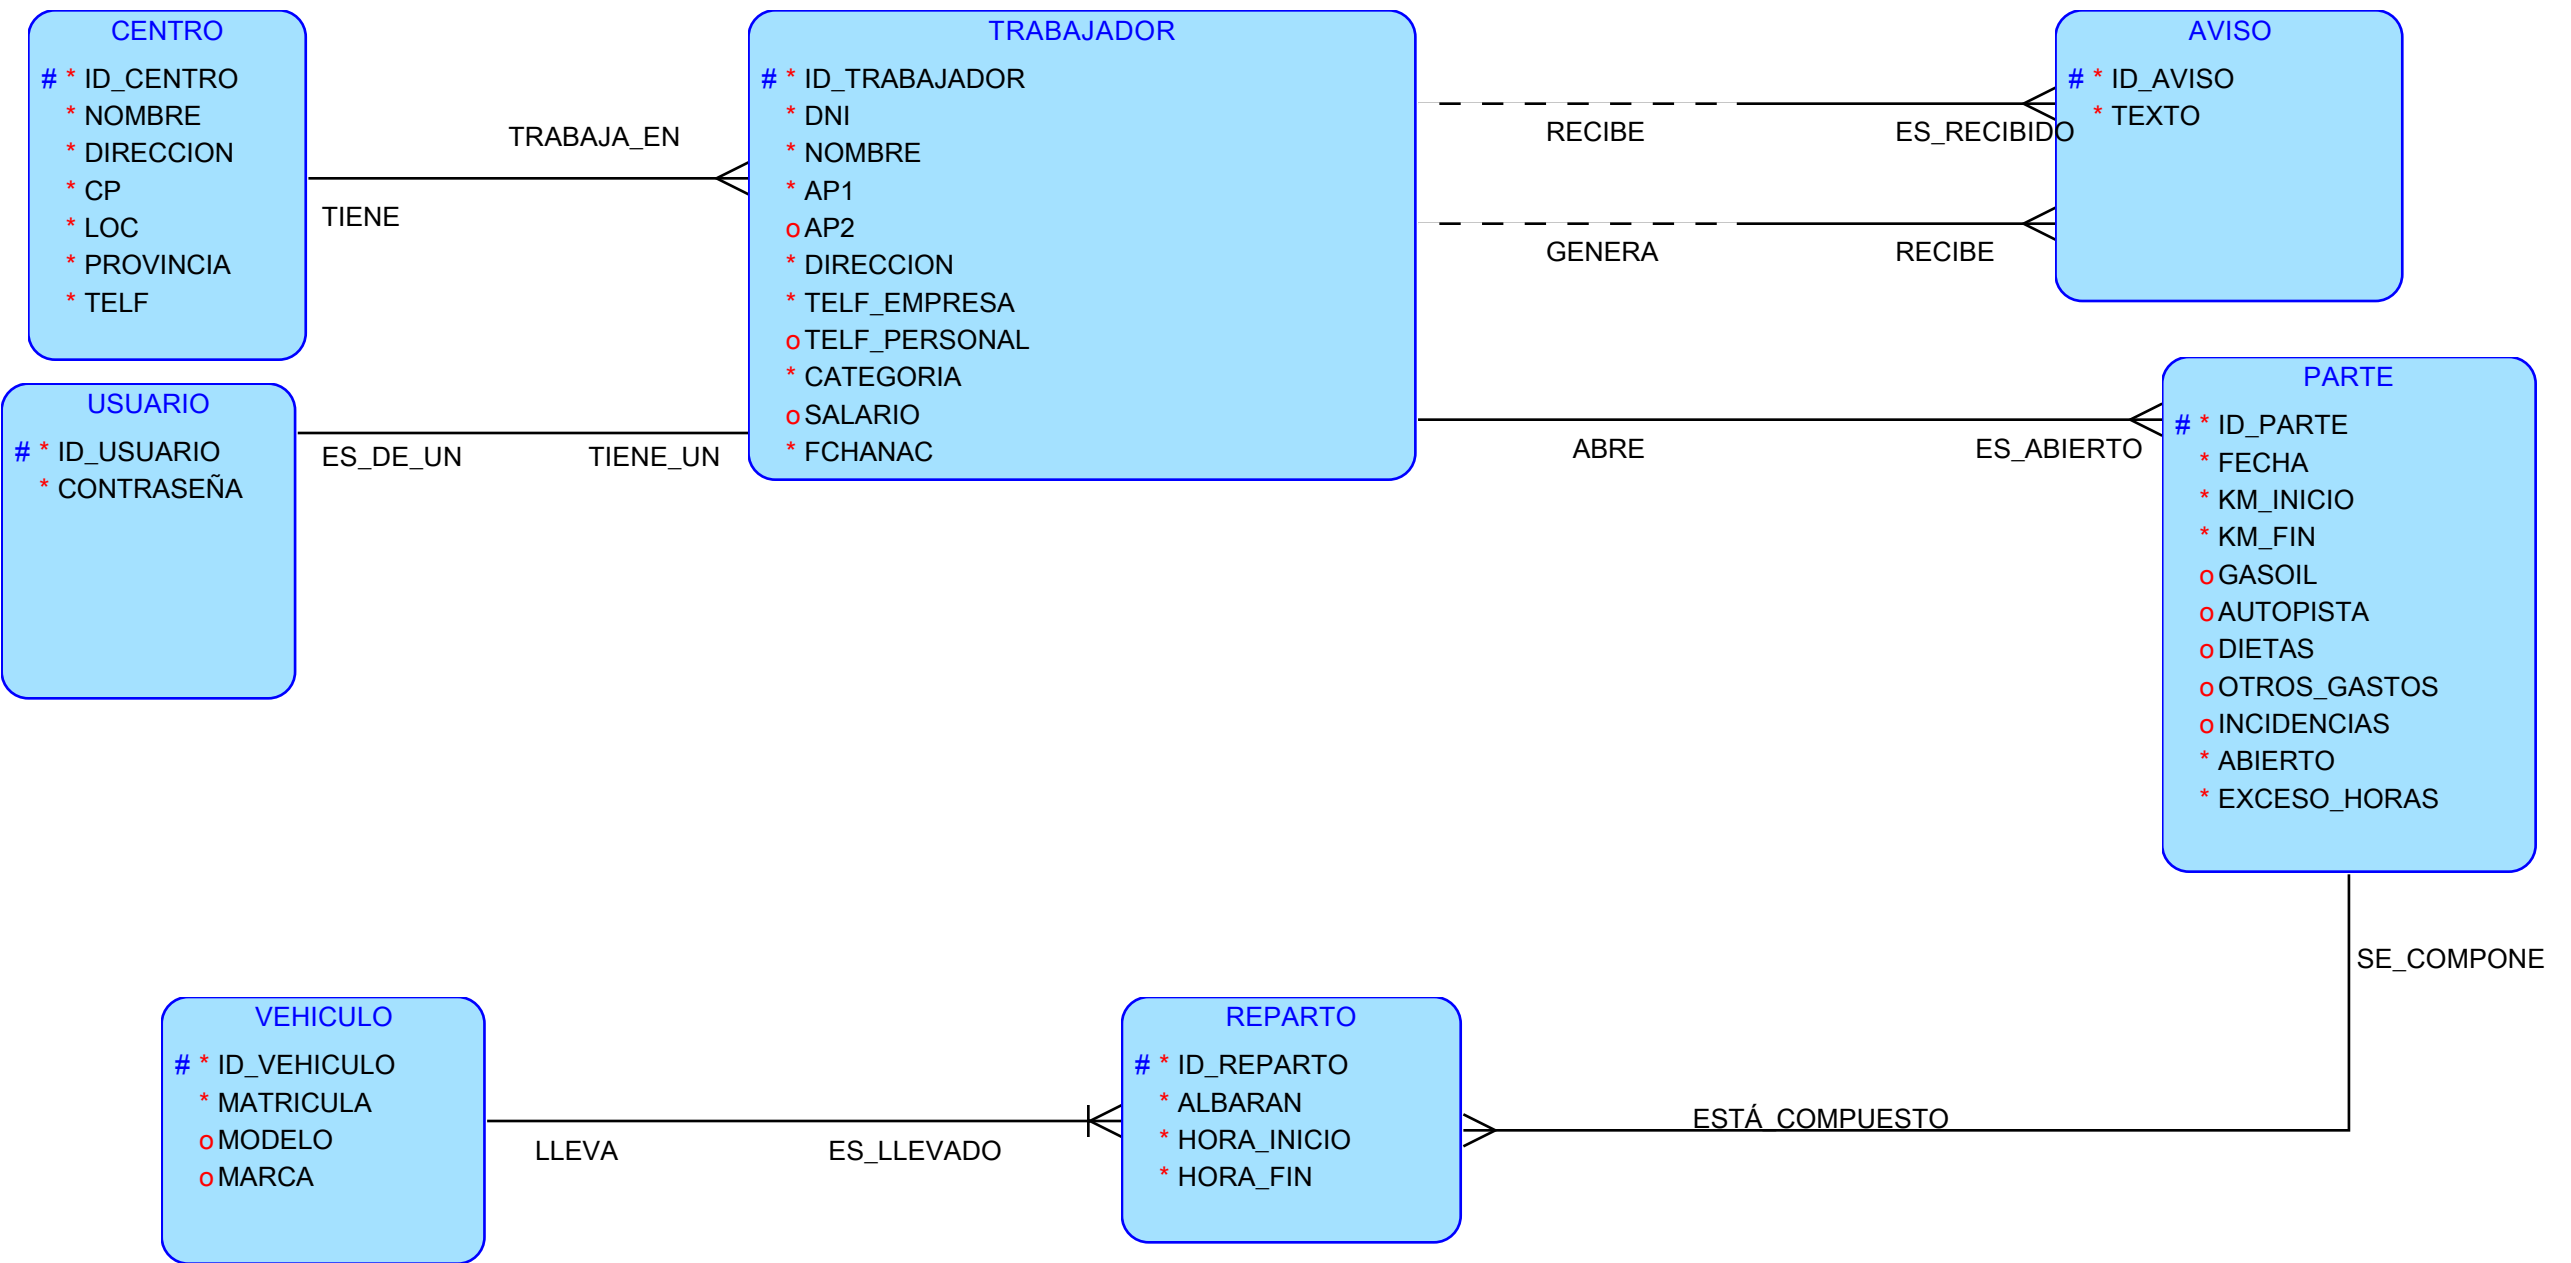 CENTRO
# * ID_CENTRO
* NOMBRE
* DIRECCION
* CP
* LOC
* PROVINCIA
* TELF
TRABAJA_EN
TIENE
TRABAJADOR
# * ID_TRABAJADOR
* DNI
* NOMBRE
* AP1
o AP2
* DIRECCION
* TELF_EMPRESA
o TELF_PERSONAL
* CATEGORIA
o SALARIO
* FCHANAC
RECIBE
ES_RECIBIDO
GENERA
RECIBE
AVISO
# * ID_AVISO
* TEXTO
USUARIO
# * ID_USUARIO
* CONTRASEÑA
ES_DE_UN
TIENE_UN
ABRE
ES_ABIERTO
PARTE
# * ID_PARTE
* FECHA
* KM_INICIO
* KM_FIN
o GASOIL
o AUTOPISTA
o DIETAS
o OTROS_GASTOS
o INCIDENCIAS
* ABIERTO
* EXCESO_HORAS
SE_COMPONE
VEHICULO
# * ID_VEHICULO
* MATRICULA
o MODELO
o MARCA
LLEVA
ES_LLEVADO
REPARTO
# * ID_REPARTO
* ALBARAN
* HORA_INICIO
* HORA_FIN
ESTÁ_COMPUESTO